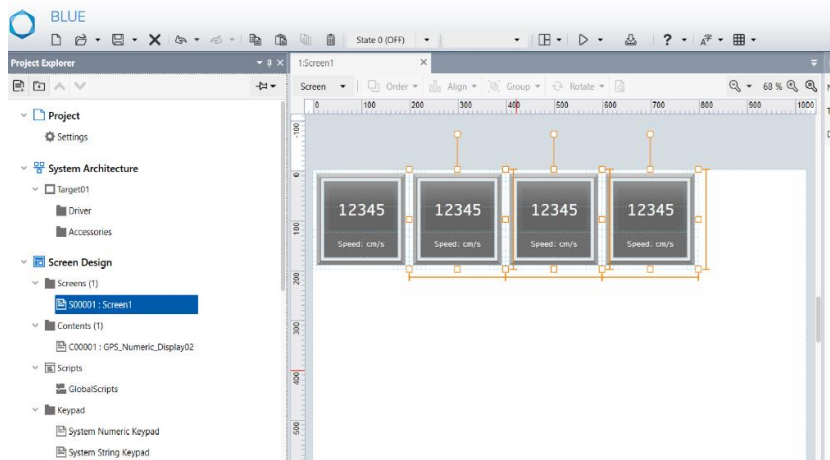 BLUE
State 0 (OFF)
Project Explorer
1:Screen1
Screen
Order
Align
Group
Rotate
68 %
0 100 200 300 400 500 600 700 800 900 1000
-100
0
100
200
300
400
500
Project
Settings
System Architecture
Target01
Driver
Accessories
Screen Design
Screens (1)
S00001 : Screen1
Contents (1)
C00001 : GPS_Numeric_Display02
Scripts
GlobalScripts
Keypad
System Numeric Keypad
System String Keypad
12345 12345 12345 12345
Speed: cm/s Speed: cm/s Speed: cm/s Speed: cm/s